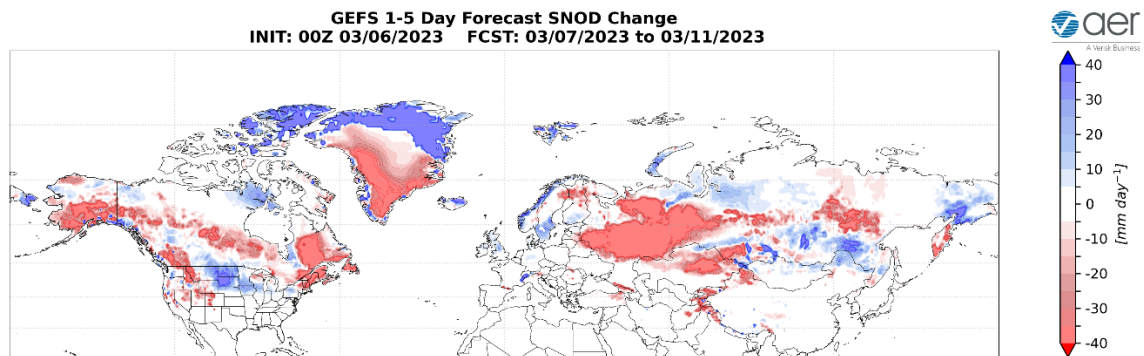 GEFS 1-5 Day Forecast SNOD Change
INIT: 00Z 03/06/2023 FCST: 03/07/2023 to 03/11/2023
aer
A Verisk Business
40
30
20
10
0
-10
-20
-30
-40
[mm day⁻¹]